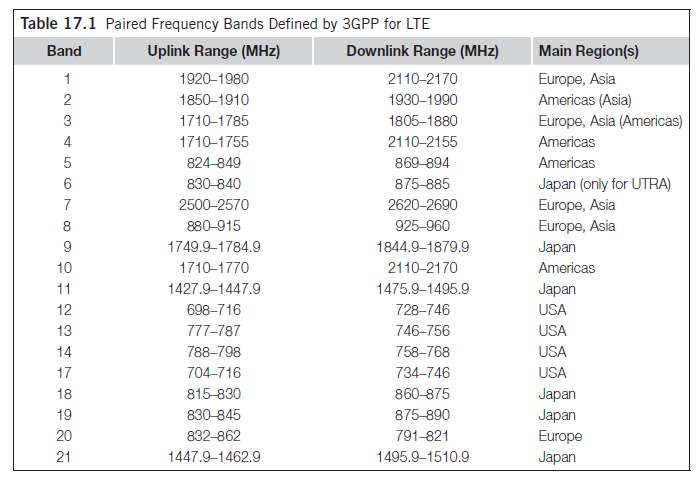 Table 17.1 Paired Frequency Bands Defined by 3GPP for LTE
Band Uplink Range (MHz) Downlink Range (MHz) Main Region(s)
1 1920–1980 2110–2170 Europe, Asia
2 1850–1910 1930–1990 Americas (Asia)
3 1710–1785 1805–1880 Europe, Asia (Americas)
4 1710–1755 2110–2155 Americas
5 824–849 869–894 Americas
6 830–840 875–885 Japan (only for UTRA)
7 2500–2570 2620–2690 Europe, Asia
8 880–915 925–960 Europe, Asia
9 1749.9–1784.9 1844.9–1879.9 Japan
10 1710–1770 2110–2170 Americas
11 1427.9–1447.9 1475.9–1495.9 Japan
12 698–716 728–746 USA
13 777–787 746–756 USA
14 788–798 758–768 USA
17 704–716 734–746 USA
18 815–830 860–875 Japan
19 830–845 875–890 Japan
20 832–862 791–821 Europe
21 1447.9–1462.9 1495.9–1510.9 Japan